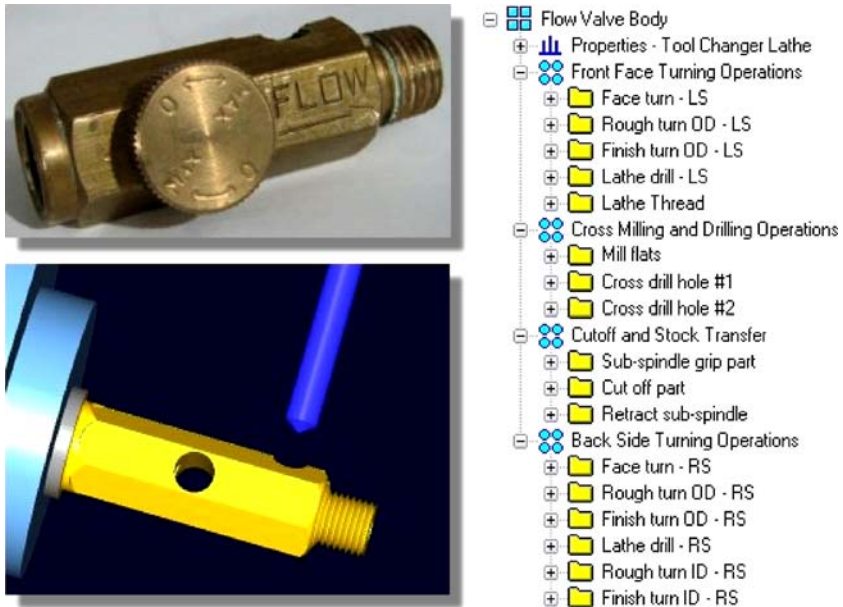 FLOW
O
MAX
MAX
O
Flow Valve Body
Properties - Tool Changer Lathe
Front Face Turning Operations
Face turn - LS
Rough turn OD - LS
Finish turn OD - LS
Lathe drill - LS
Lathe Thread
Cross Milling and Drilling Operations
Mill flats
Cross drill hole #1
Cross drill hole #2
Cutoff and Stock Transfer
Sub-spindle grip part
Cut off part
Retract sub-spindle
Back Side Turning Operations
Face turn - RS
Rough turn OD - RS
Finish turn OD - RS
Lathe drill - RS
Rough turn ID - RS
Finish turn ID - RS